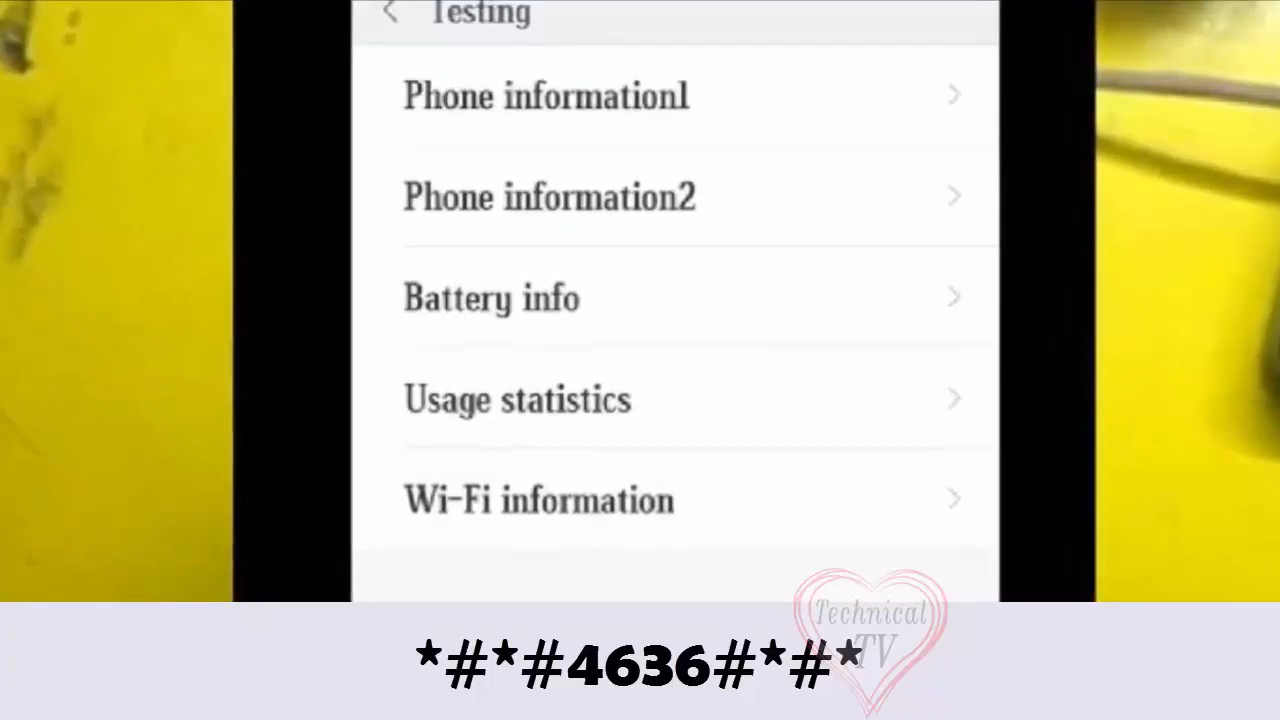 Testing
Phone information1
Phone information2
Battery info
Usage statistics
Wi-Fi information
Technical
TV
*#*#4636#*#*